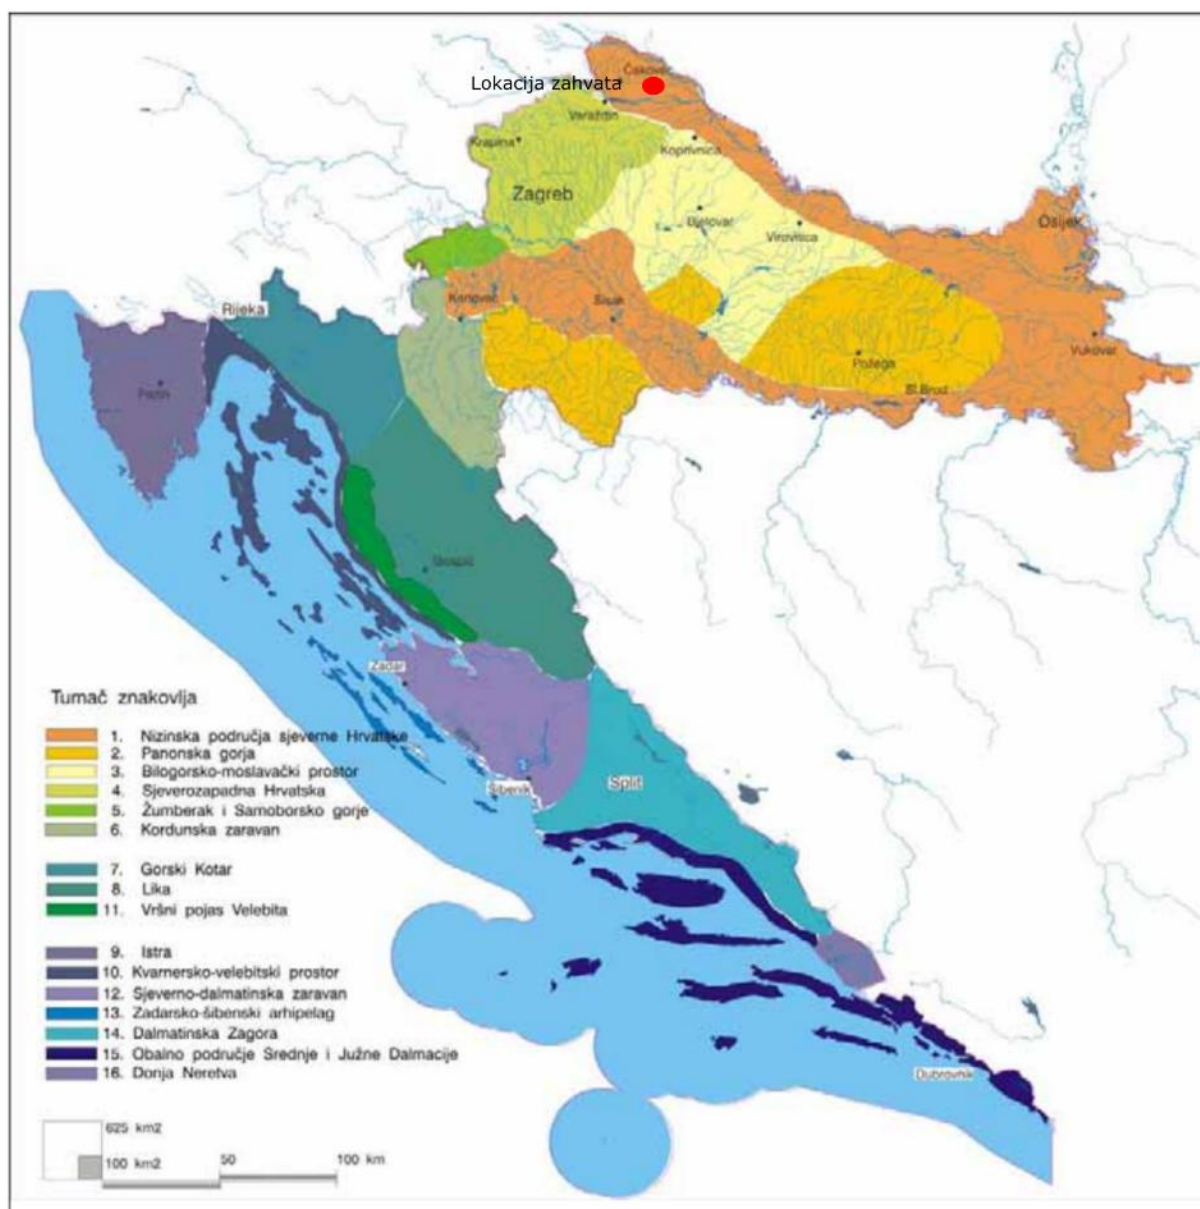 Čakovec
Lokacija zahvata
Varaždin
Krapina
Koprivnica
Zagreb
Bjelovar
Virovitica
Osijek
Karlovac
Sisak
Rijeka
Vukovar
Požega
Pazin
Sl.Brod
Gospić
Zadar
Tumač znakovlja
1. Nizinska područja sjeverne Hrvatske
2. Panonska gorja
3. Bilogorsko-moslavački prostor
4. Sjeverozapadna Hrvatska
5. Žumberak i Samoborsko gorje
6. Kordunska zaravan
Šibenik
Split
7. Gorski Kotar
8. Lika
11. Vršni pojas Velebita
9. Istra
10. Kvarnersko-velebitski prostor
12. Sjeverno-dalmatinska zaravan
13. Zadarsko-šibenski arhipelag
14. Dalmatinska Zagora
15. Obalno područje Srednje i Južne Dalmacije
16. Donja Neretva
Dubrovnik
625 km2
100 km2
50
100 km